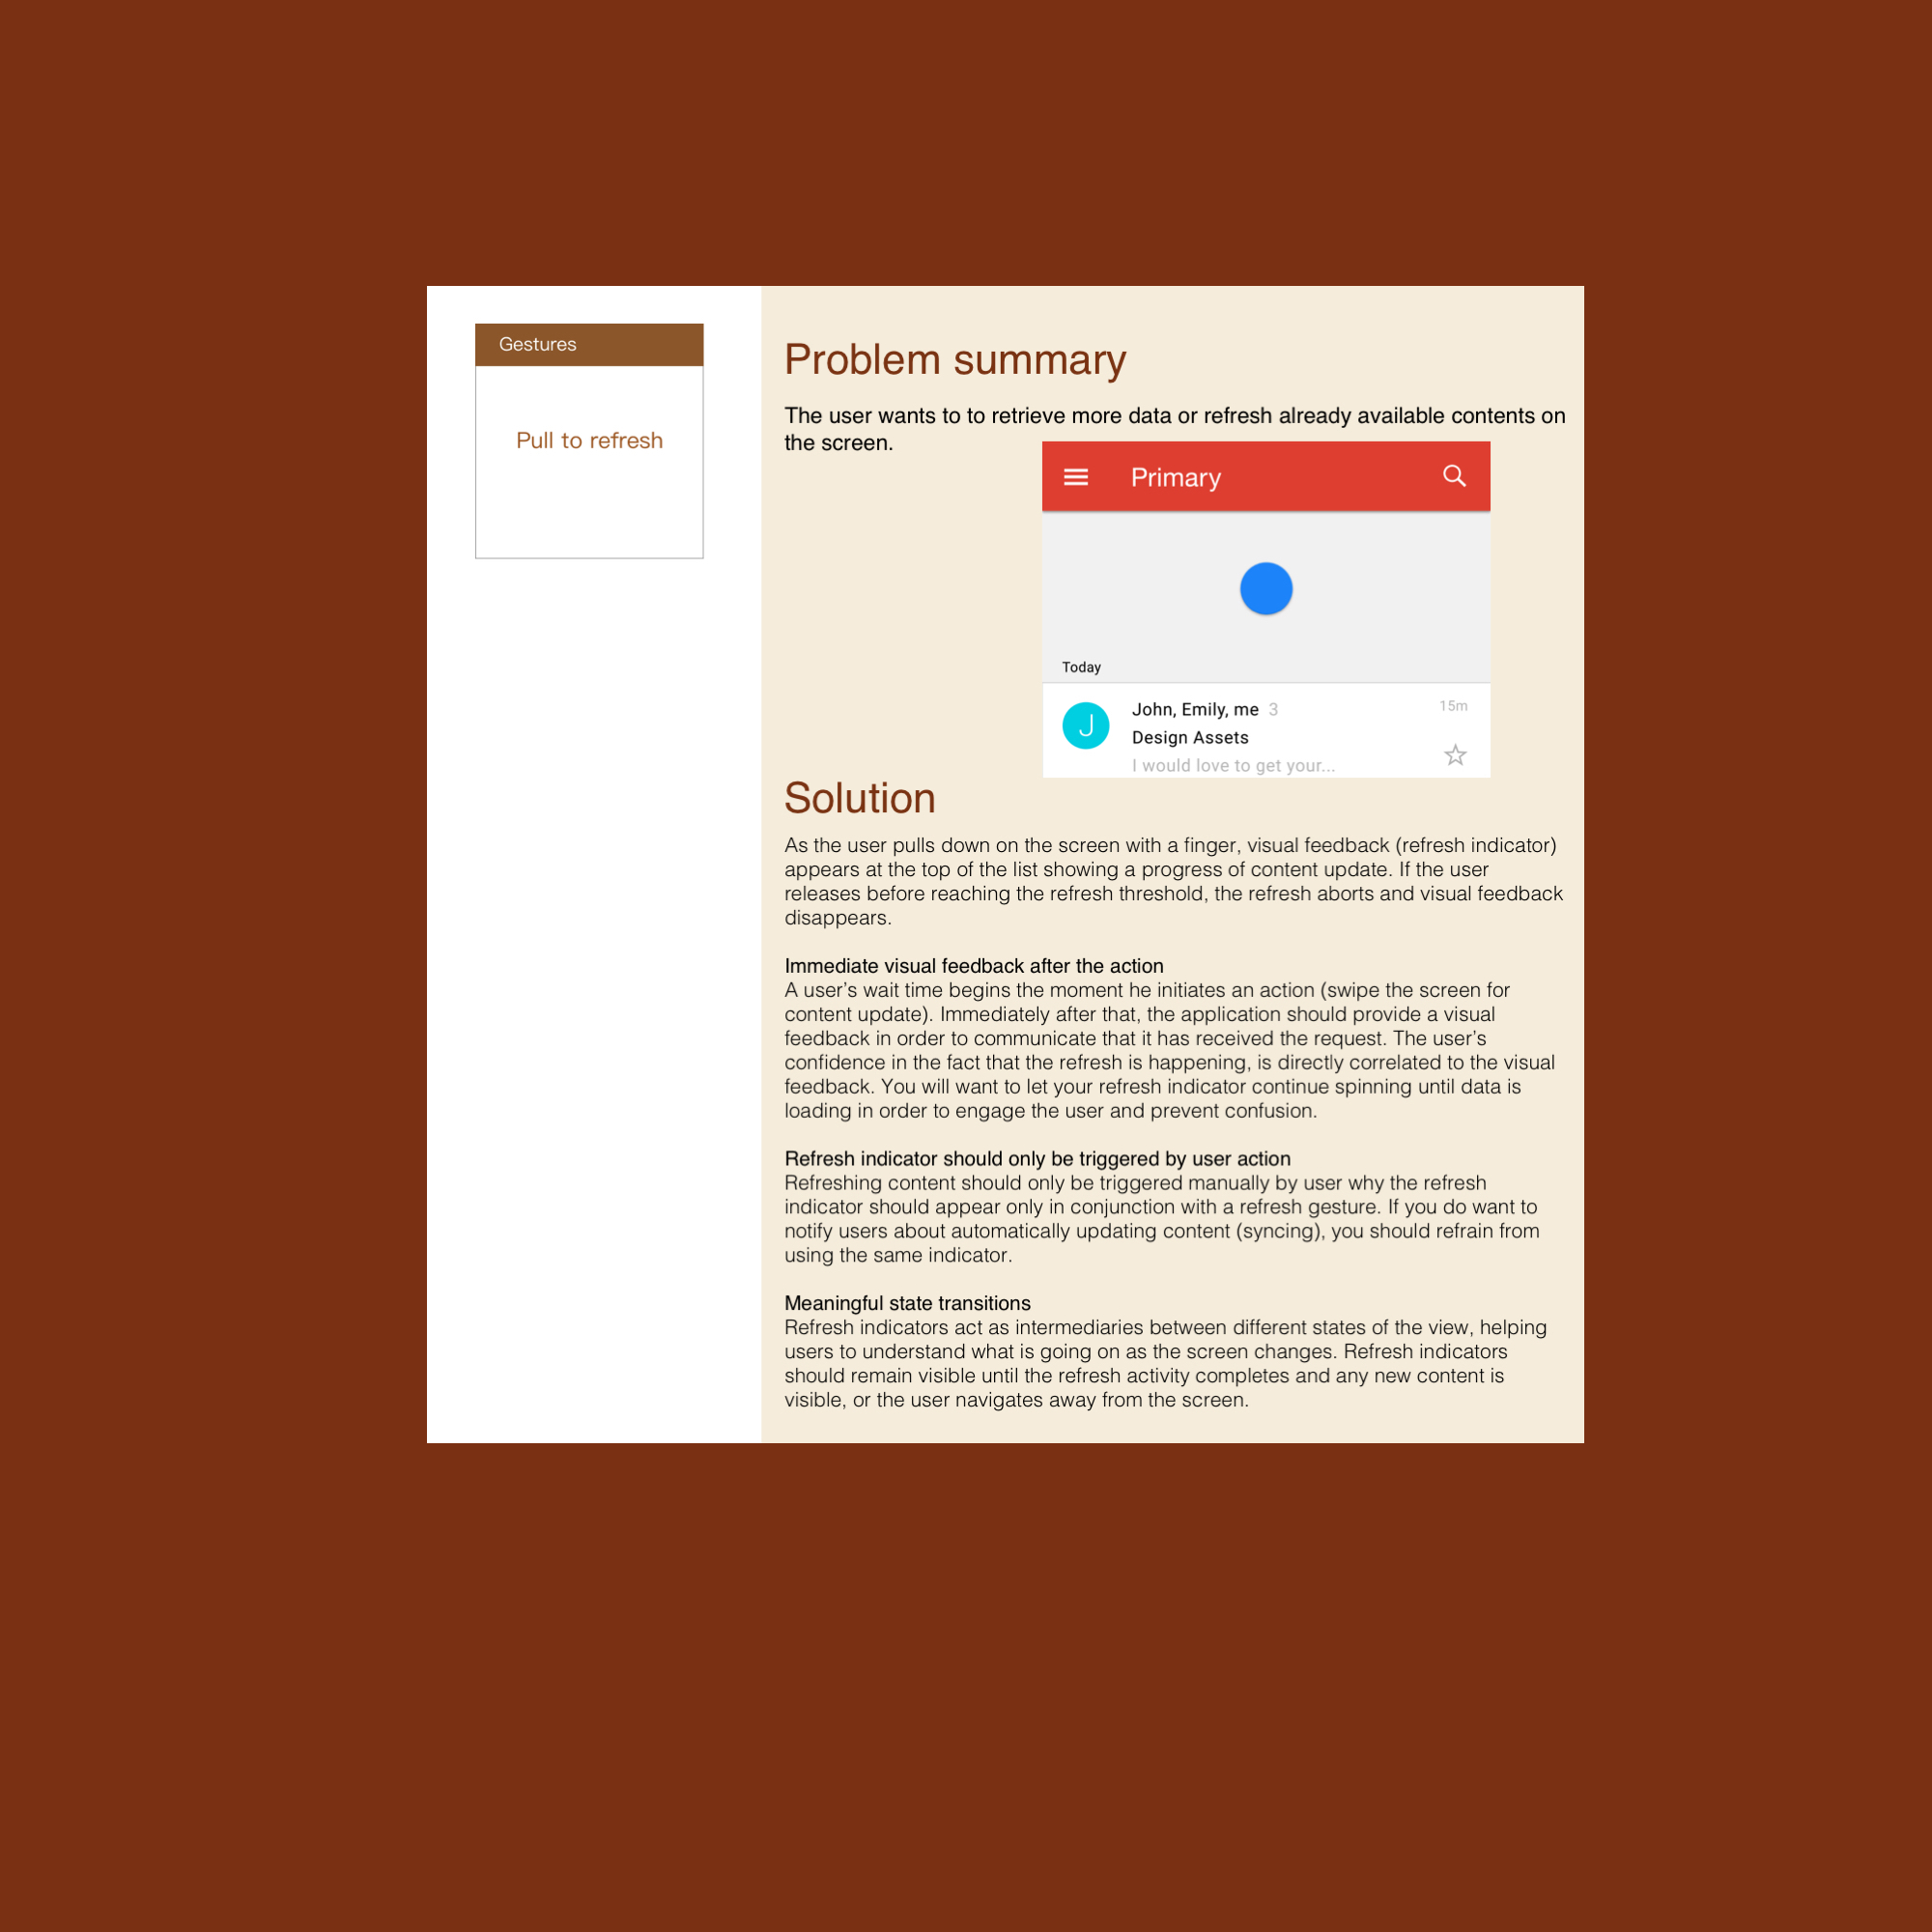 Gestures
Pull to refresh
Problem summary
The user wants to to retrieve more data or refresh already available contents on
the screen.
Primary
Today
J
John, Emily, me 3
15m
Design Assets
I would love to get your...
Solution
As the user pulls down on the screen with a finger, visual feedback (refresh indicator)
appears at the top of the list showing a progress of content update. If the user
releases before reaching the refresh threshold, the refresh aborts and visual feedback
disappears.
Immediate visual feedback after the action
A user’s wait time begins the moment he initiates an action (swipe the screen for
content update). Immediately after that, the application should provide a visual
feedback in order to communicate that it has received the request. The user’s
confidence in the fact that the refresh is happening, is directly correlated to the visual
feedback. You will want to let your refresh indicator continue spinning until data is
loading in order to engage the user and prevent confusion.
Refresh indicator should only be triggered by user action
Refreshing content should only be triggered manually by user why the refresh
indicator should appear only in conjunction with a refresh gesture. If you do want to
notify users about automatically updating content (syncing), you should refrain from
using the same indicator.
Meaningful state transitions
Refresh indicators act as intermediaries between different states of the view, helping
users to understand what is going on as the screen changes. Refresh indicators
should remain visible until the refresh activity completes and any new content is
visible, or the user navigates away from the screen.